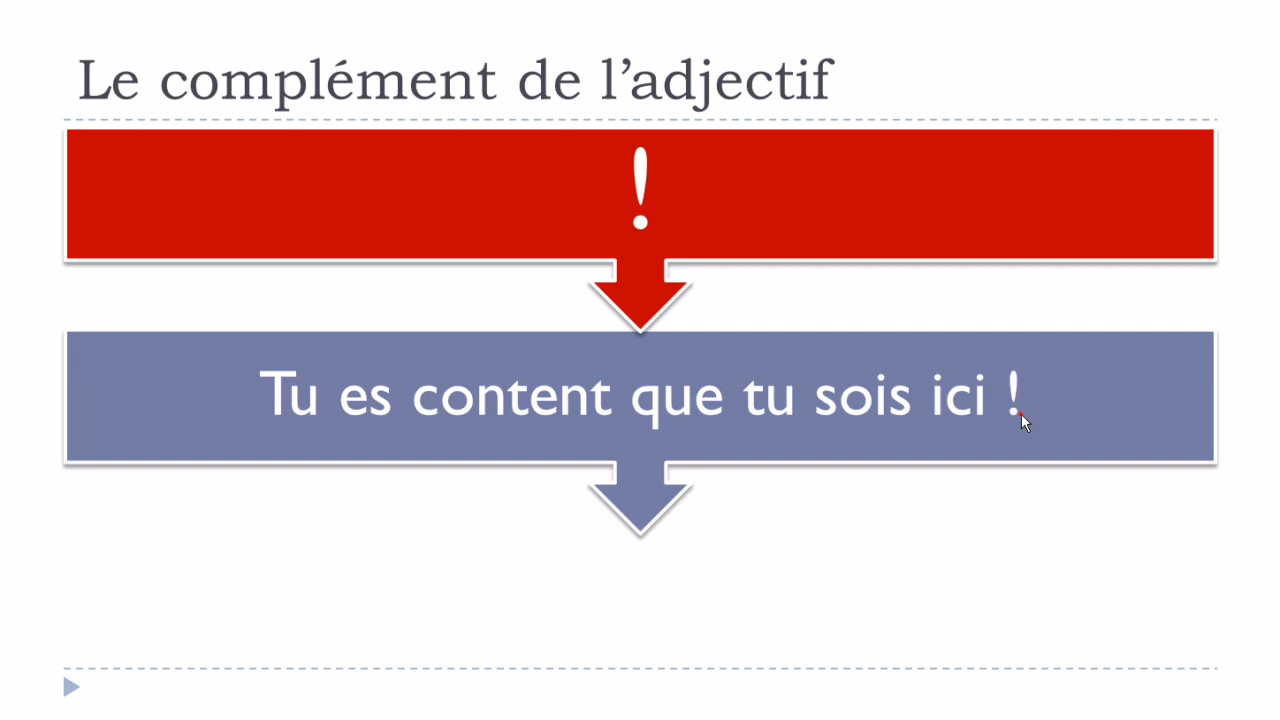 Le complément de l’adjectif
!
Tu es content que tu sois ici !